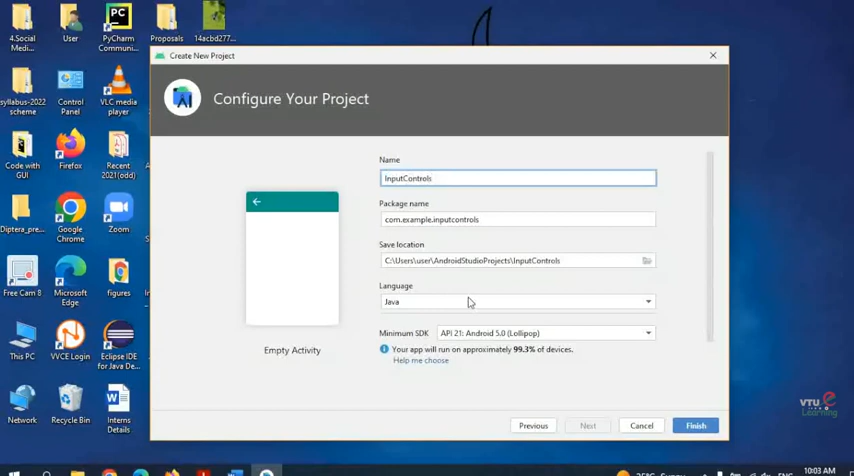 4.Social
Medi...
User
PyCharm
Communi...
Proposals
14acbd277...
syllabus-2022
scheme
Control
Panel
VLC media
player
Code with
GUI
Firefox
Recent
2021(odd)
Diptera_pre...
Google
Chrome
Zoom
Free Cam 8
Microsoft
Edge
figures
This PC
VVCE Login
Eclipse IDE
for Java De...
Network
Recycle Bin
Interns
Details
Create New Project
Configure Your Project
Name
InputControls
Package name
com.example.inputcontrols
Save location
C:\Users\user\AndroidStudioProjects\InputControls
Language
Java
Minimum SDK
API 21: Android 5.0 (Lollipop)
Your app will run on approximately 99.3% of devices.
Help me choose
Empty Activity
Previous
Next
Cancel
Finish
VTU e
Learning
10:03 AM